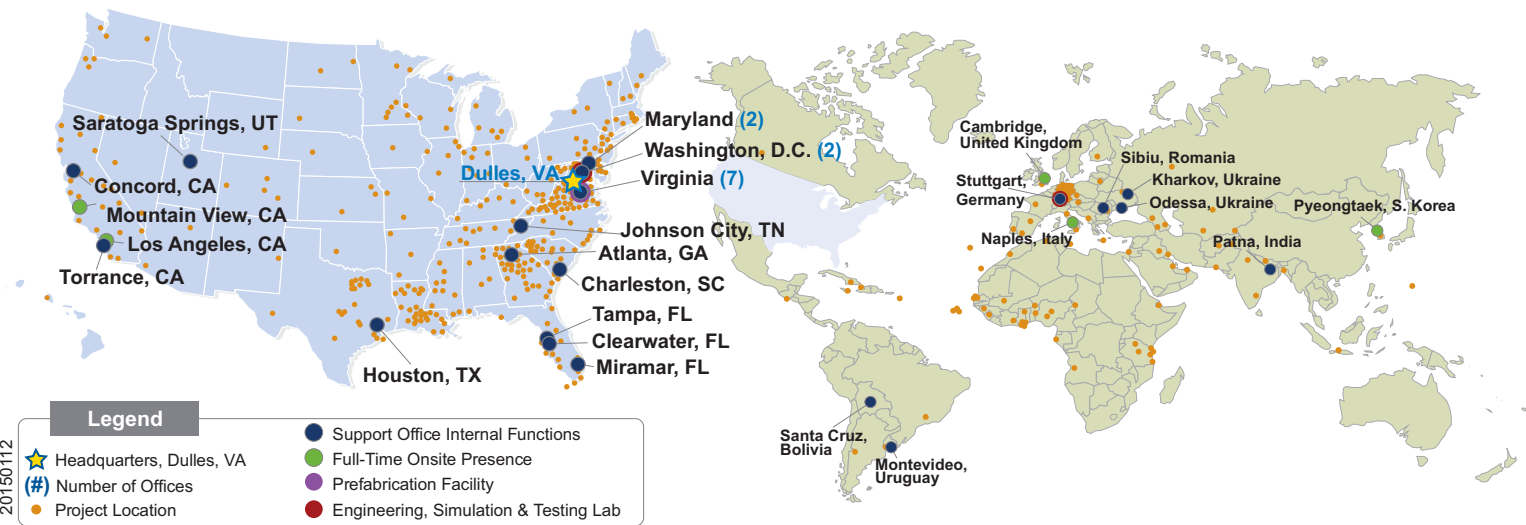 Saratoga Springs, UT
Concord, CA
Mountain View, CA
Los Angeles, CA
Torrance, CA
Houston, TX
Dulles, VA
Maryland (2)
Washington, D.C. (2)
Virginia (7)
Johnson City, TN
Atlanta, GA
Charleston, SC
Tampa, FL
Clearwater, FL
Miramar, FL
Cambridge,
United Kingdom
Stuttgart,
Germany
Naples, Italy
Sibiu, Romania
Kharkov, Ukraine
Odessa, Ukraine
Pyeongtaek, S. Korea
Patna, India
Santa Cruz,
Bolivia
Montevideo,
Uruguay
Legend
Headquarters, Dulles, VA
(#) Number of Offices
Project Location
Support Office Internal Functions
Full-Time Onsite Presence
Prefabrication Facility
Engineering, Simulation & Testing Lab
20150112